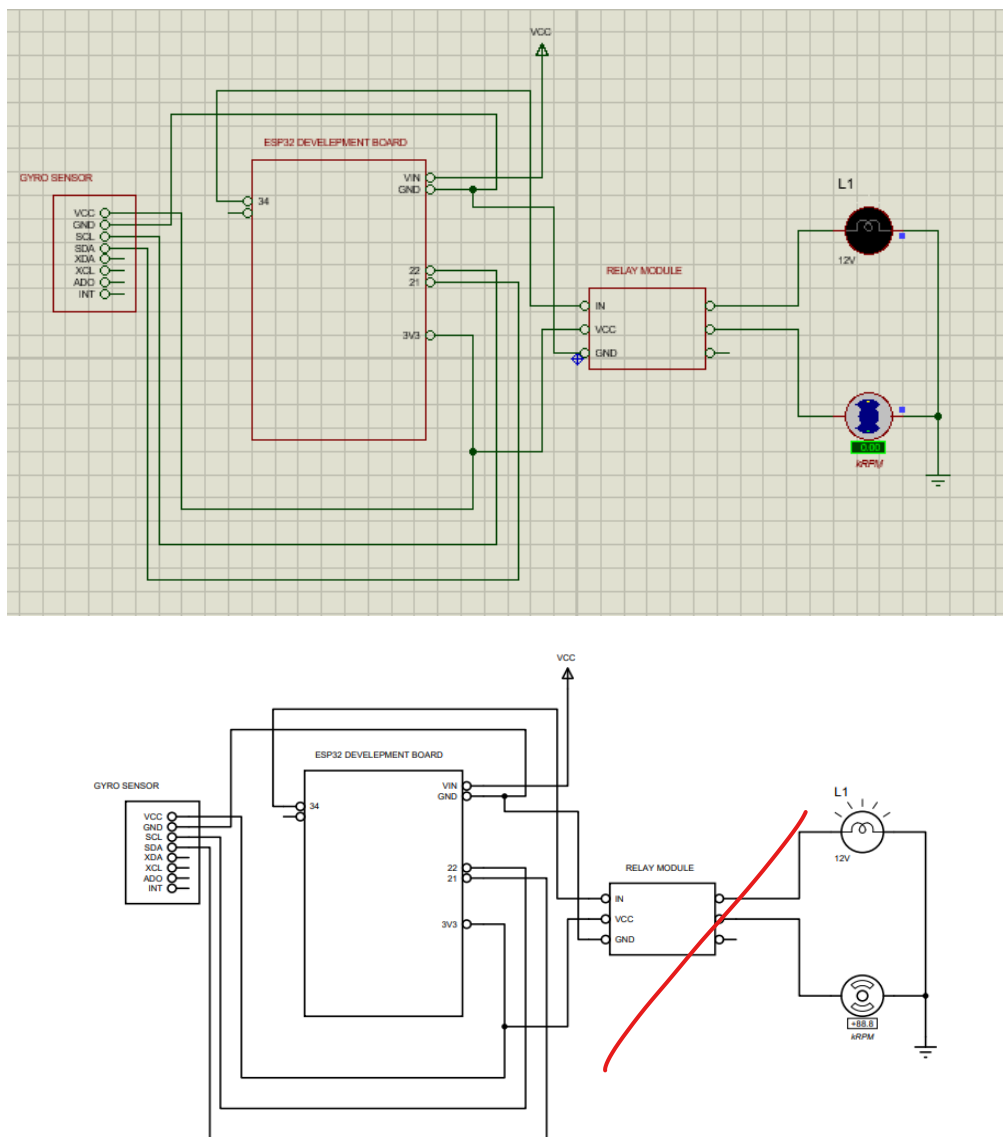 VCC
ESP32 DEVELEPMENT BOARD
GYRO SENSOR
VIN
GND
34
VCC
GND
SCL
SDA
XDA
XCL
ADO
INT
22
21
3V3
L1
12V
RELAY MODULE
IN
VCC
GND
0.00
kRPM
VCC
ESP32 DEVELEPMENT BOARD
GYRO SENSOR
VIN
GND
34
VCC
GND
SCL
SDA
XDA
XCL
ADO
INT
22
21
3V3
L1
12V
RELAY MODULE
IN
VCC
GND
+88.8
kRPM